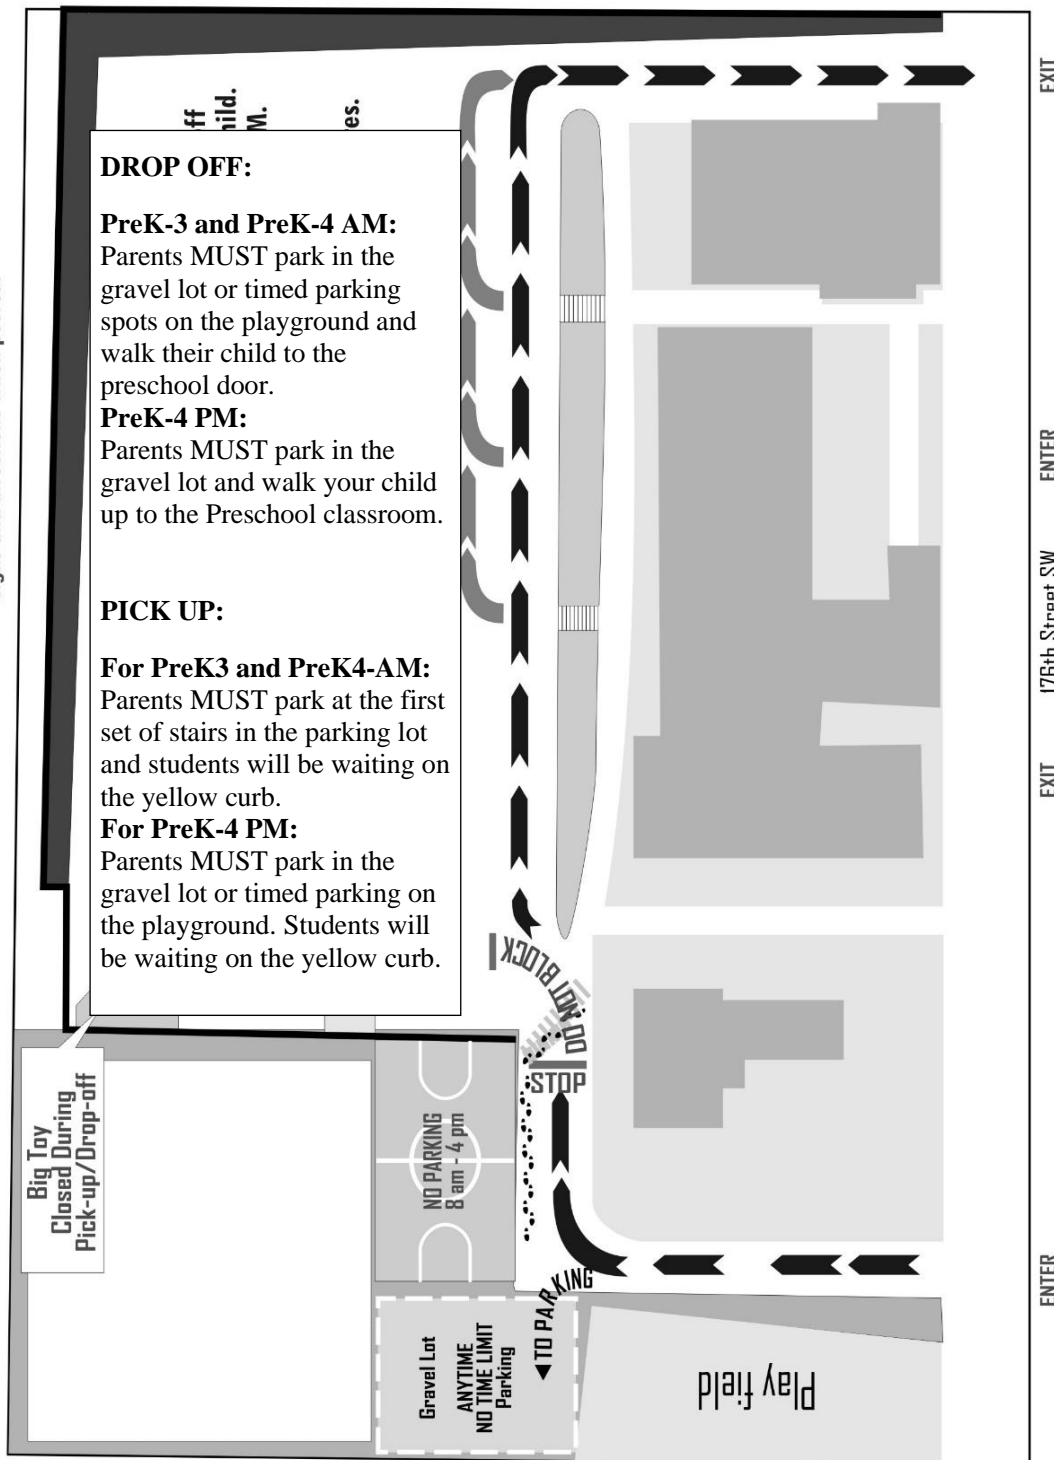 DROP OFF:
PreK-3 and PreK-4 AM:
Parents MUST park in the
gravel lot or timed parking
spots on the playground and
walk their child to the
preschool door.
PreK-4 PM:
Parents MUST park in the
gravel lot and walk your child
up to the Preschool classroom.
PICK UP:
For PreK3 and PreK4-AM:
Parents MUST park at the first
set of stairs in the parking lot
and students will be waiting on
the yellow curb.
For PreK-4 PM:
Parents MUST park in the
gravel lot or timed parking on
the playground. Students will
be waiting on the yellow curb.
EXIT
ENTER
176th Street SW
EXIT
ENTER
DO NOT BLOCK
STOP
NO PARKING
8 am - 4 pm
Big Toy
Closed During
Pick-up/Drop-off
TO PARKING
Gravel Lot
ANYTIME
NO TIME LIMIT
Parking
Play field